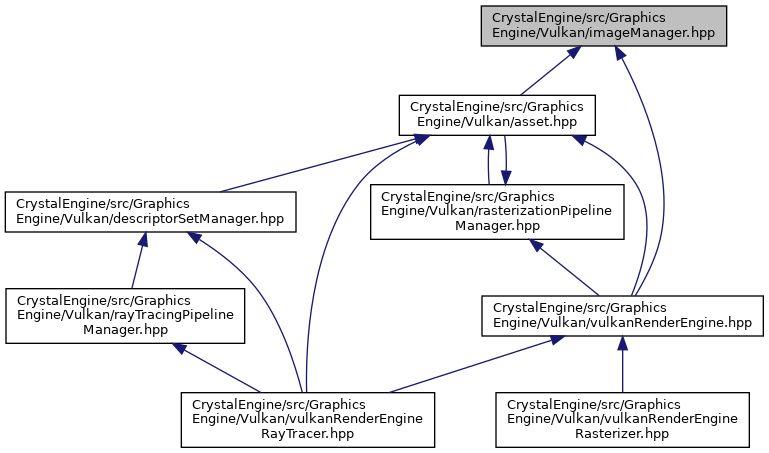 CrystalEngine/src/Graphics
Engine/Vulkan/imageManager.hpp
CrystalEngine/src/Graphics
Engine/Vulkan/asset.hpp
CrystalEngine/src/Graphics
Engine/Vulkan/descriptorSetManager.hpp
CrystalEngine/src/Graphics
Engine/Vulkan/rasterizationPipeline
Manager.hpp
CrystalEngine/src/Graphics
Engine/Vulkan/rayTracingPipeline
Manager.hpp
CrystalEngine/src/Graphics
Engine/Vulkan/vulkanRenderEngine.hpp
CrystalEngine/src/Graphics
Engine/Vulkan/vulkanRenderEngine
RayTracer.hpp
CrystalEngine/src/Graphics
Engine/Vulkan/vulkanRenderEngine
Rasterizer.hpp